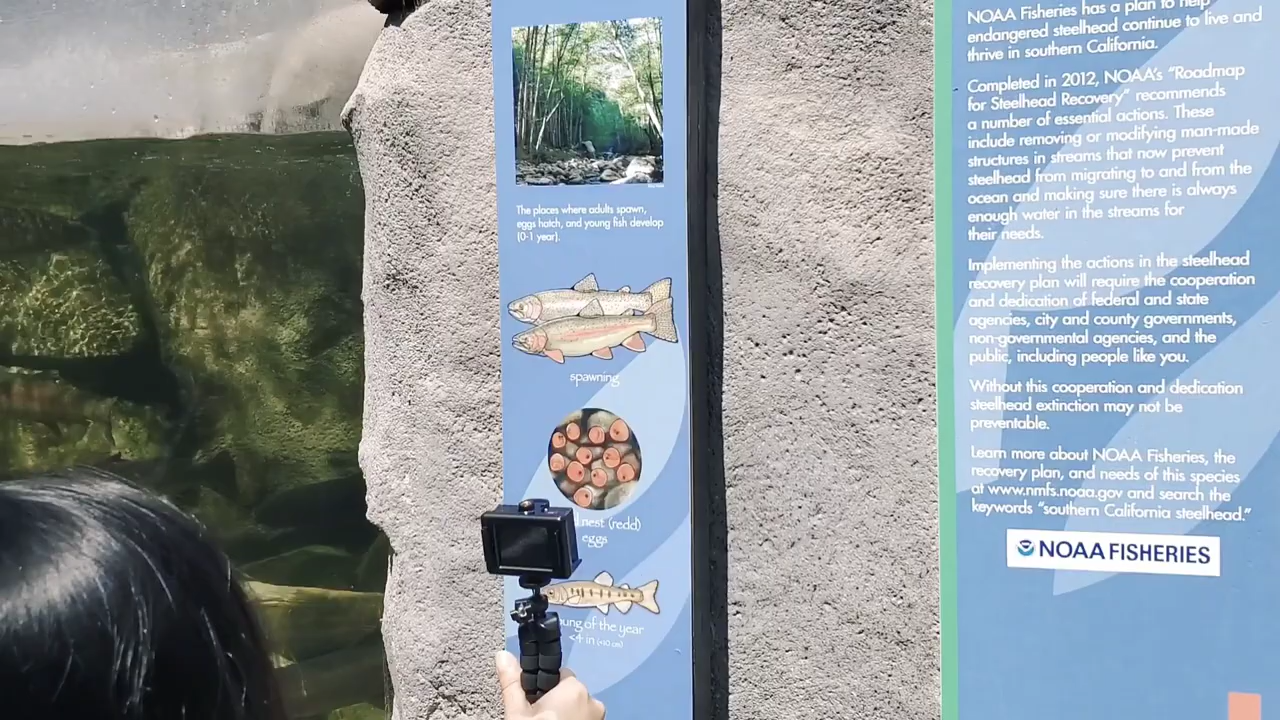 The places where adults spawn,
eggs hatch, and young fish develop
(0-1 year).
spawning
nest (redd)
eggs
of the year
<4 in (<10 cm)
NOAA Fisheries has a plan to help
endangered steelhead continue to live and
thrive in southern California.
Completed in 2012, NOAA's "Roadmap
for Steelhead Recovery" recommends
a number of essential actions. These
include removing or modifying man-made
structures in streams that now prevent
steelhead from migrating to and from the
ocean and making sure there is always
enough water in the streams for
their needs.
Implementing the actions in the steelhead
recovery plan will require the cooperation
and dedication of federal and state
agencies, city and county governments,
non-governmental agencies, and the
public, including people like you.
Without this cooperation and dedication
steelhead extinction may not be
preventable.
Learn more about NOAA Fisheries, the
recovery plan, and needs of this species
at www.nmfs.noaa.gov and search the
keywords "southern California steelhead."
NOAA FISHERIES